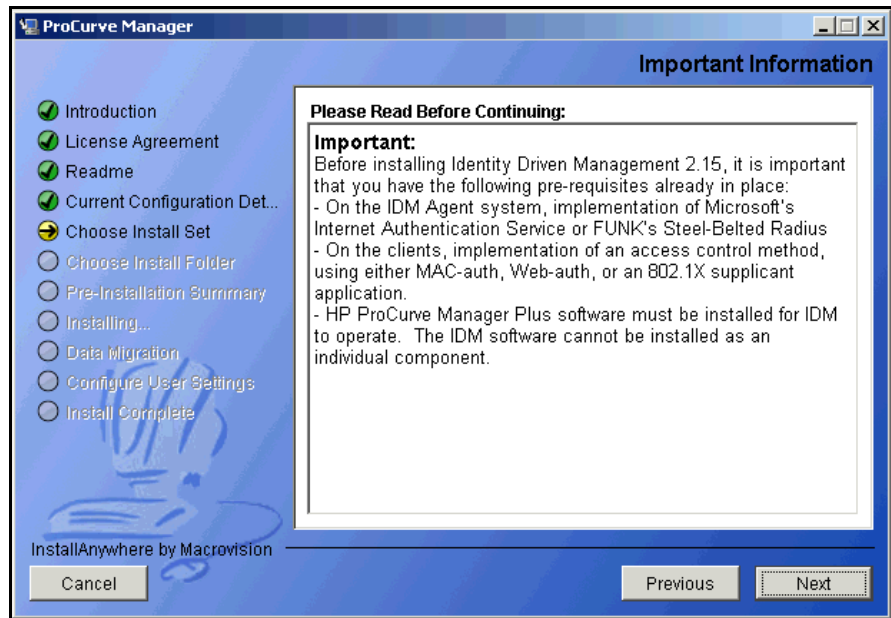 ProCurve Manager
Important Information
Introduction
License Agreement
Readme
Current Configuration Det...
Choose Install Set
Choose Install Folder
Pre-Installation Summary
Installing...
Data Migration
Configure User Settings
Install Complete
Please Read Before Continuing:
Important:
Before installing Identity Driven Management 2.15, it is important
that you have the following pre-requisites already in place:
- On the IDM Agent system, implementation of Microsoft's
Internet Authentication Service or FUNK's Steel-Belted Radius
- On the clients, implementation of an access control method,
using either MAC-auth, Web-auth, or an 802.1X supplicant
application.
- HP ProCurve Manager Plus software must be installed for IDM
to operate.  The IDM software cannot be installed as an
individual component.
InstallAnywhere by Macrovision
Cancel
Previous
Next